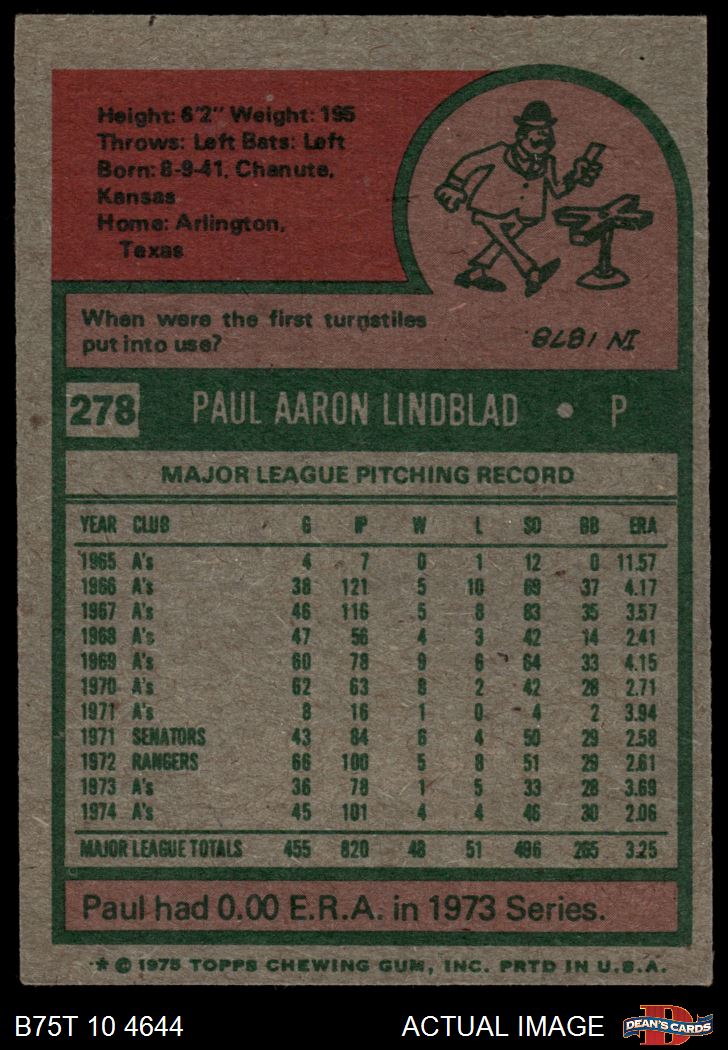 Height: 6'2" Weight: 195
Throws: Left Bats: Left
Born: 8-9-41, Chanute,
Kansas
Home: Arlington,
Texas
When were the first turnstiles
put into use?
IN 1878.
278 PAUL AARON LINDBLAD • P
MAJOR LEAGUE PITCHING RECORD
YEAR CLUB G IP W L SO BB ERA
1965 A's 4 7 0 1 12 0 11.57
1966 A's 38 121 5 10 69 37 4.17
1967 A's 46 116 5 8 83 35 3.57
1968 A's 47 56 4 3 42 14 2.41
1969 A's 60 78 9 6 64 33 4.15
1970 A's 62 63 8 2 42 28 2.71
1971 A's 8 16 1 0 4 2 3.94
1971 SENATORS 43 84 6 4 50 29 2.58
1972 RANGERS 66 100 5 8 51 29 2.61
1973 A's 36 78 1 5 33 28 3.69
1974 A's 45 101 4 4 46 30 2.06
MAJOR LEAGUE TOTALS 455 820 48 51 496 265 3.25
Paul had 0.00 E.R.A. in 1973 Series.
* © 1975 TOPPS CHEWING GUM, INC. PRTD IN U.S.A.
B75T 10 4644 ACTUAL IMAGE DEAN'S CARDS